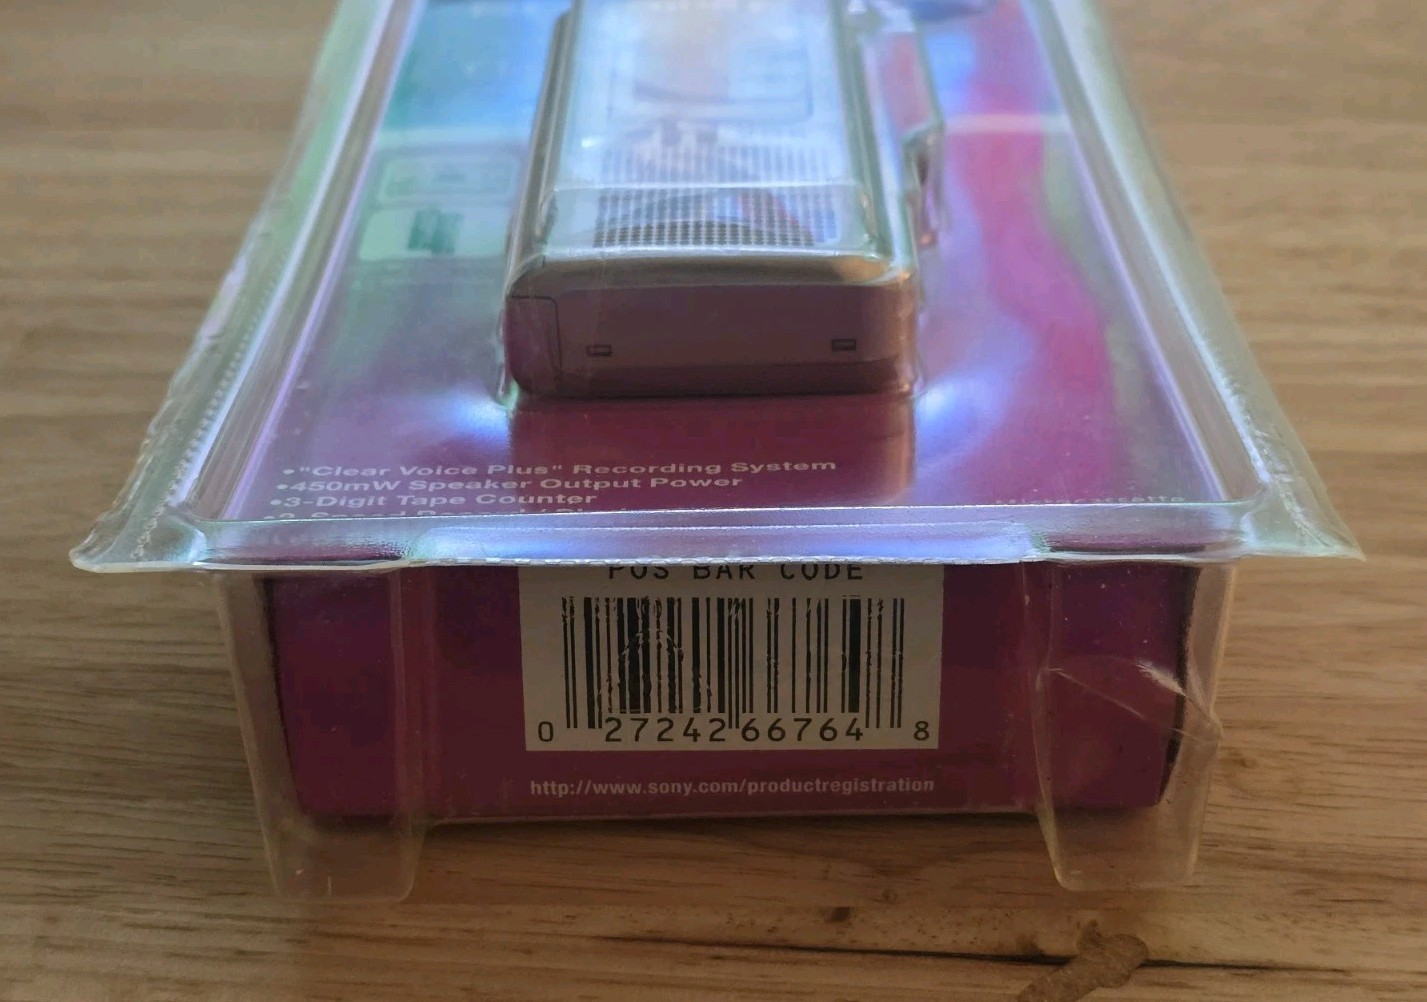 •"Clear Voice Plus" Recording System
•450mW Speaker Output Power
•3-Digit Tape Counter
Microcassette
POS BAR CODE
0 27242 66764 8
http://www.sony.com/productregistration